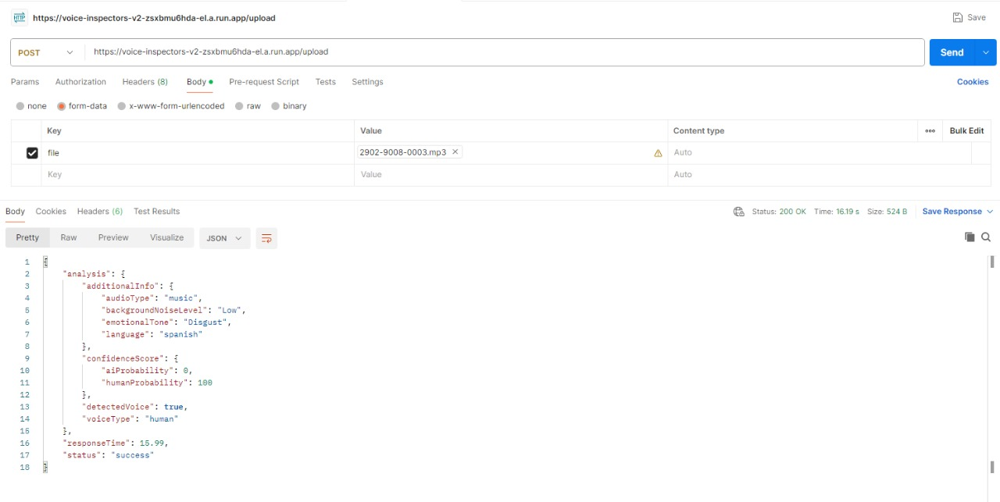 HTTP https://voice-inspectors-v2-zsxbmu6hda-el.a.run.app/upload Save
POST https://voice-inspectors-v2-zsxbmu6hda-el.a.run.app/upload Send
Params Authorization Headers (8) Body Pre-request Script Tests Settings Cookies
none form-data x-www-form-urlencoded raw binary
Key Value Content type Bulk Edit
file 2902-9008-0003.mp3 Auto
Key Value Auto
Body Cookies Headers (6) Test Results Status: 200 OK Time: 16.19 s Size: 524 B Save Response
Pretty Raw Preview Visualize JSON
1 {
2 "analysis": {
3 "additionalInfo": {
4 "audioType": "music",
5 "backgroundNoiseLevel": "Low",
6 "emotionalTone": "Disgust",
7 "language": "spanish"
8 },
9 "confidenceScore": {
10 "aiProbability": 0,
11 "humanProbability": 100
12 },
13 "detectedVoice": true,
14 "voiceType": "human"
15 },
16 "responseTime": 15.99,
17 "status": "success"
18 }